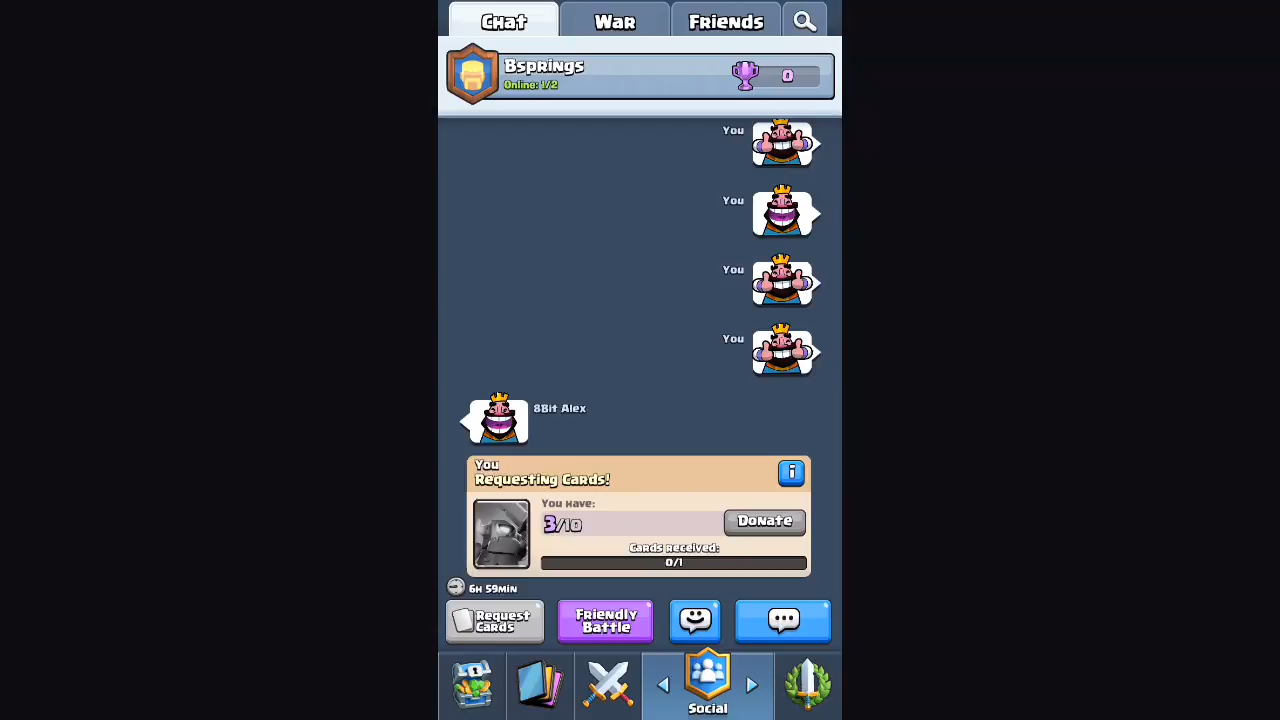 Chat
War
Friends
Bsprings
Online: 1/2
0
You
You
You
You
8Bit Alex
You
Requesting Cards!
i
You have:
3/10
Donate
Cards received:
0/1
6h 59min
Request
Cards
Friendly
Battle
Social